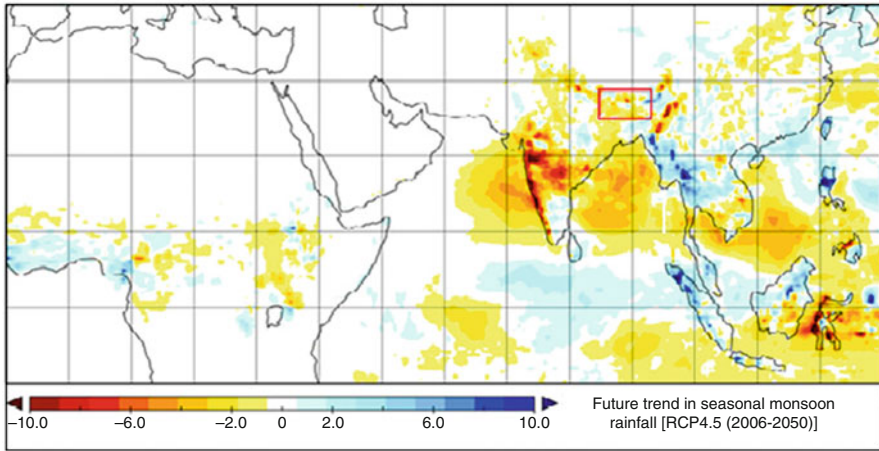 −10.0 −6.0 −2.0 0 2.0 6.0 10.0
Future trend in seasonal monsoon
rainfall [RCP4.5 (2006-2050)]